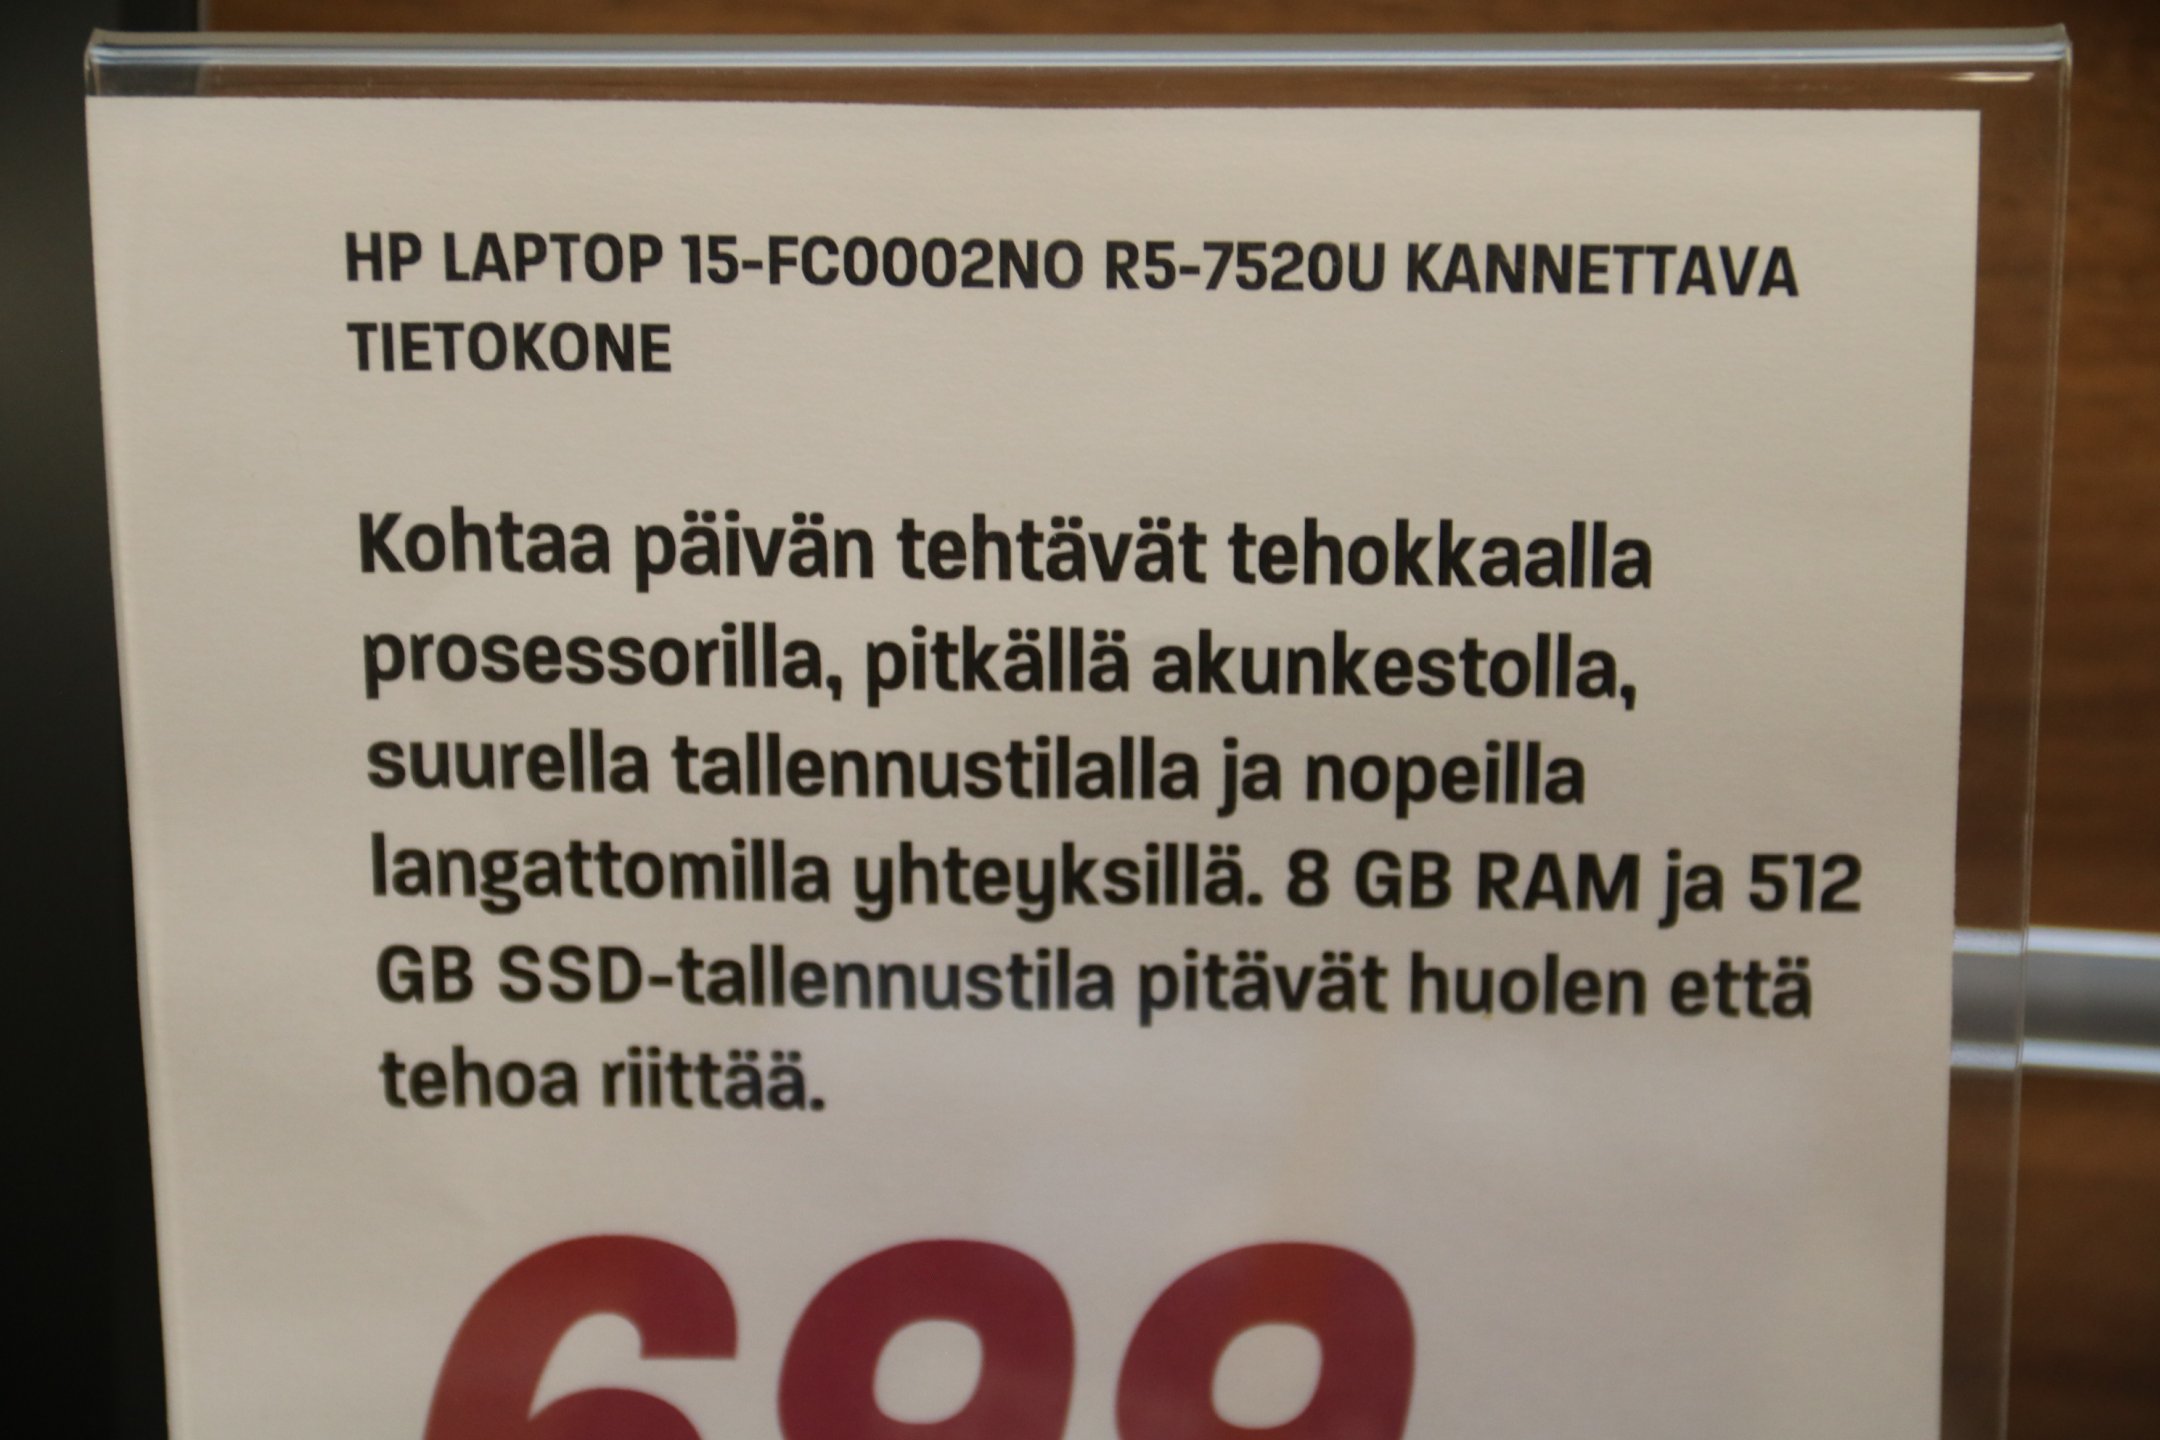 HP LAPTOP 15-FC0002NO R5-7520U KANNETTAVA
TIETOKONE
Kohtaa päivän tehtävät tehokkaalla
prosessorilla, pitkällä akunkestolla,
suurella tallennustilalla ja nopeilla
langattomilla yhteyksillä. 8 GB RAM ja 512
GB SSD-tallennustila pitävät huolen että
tehoa riittää.